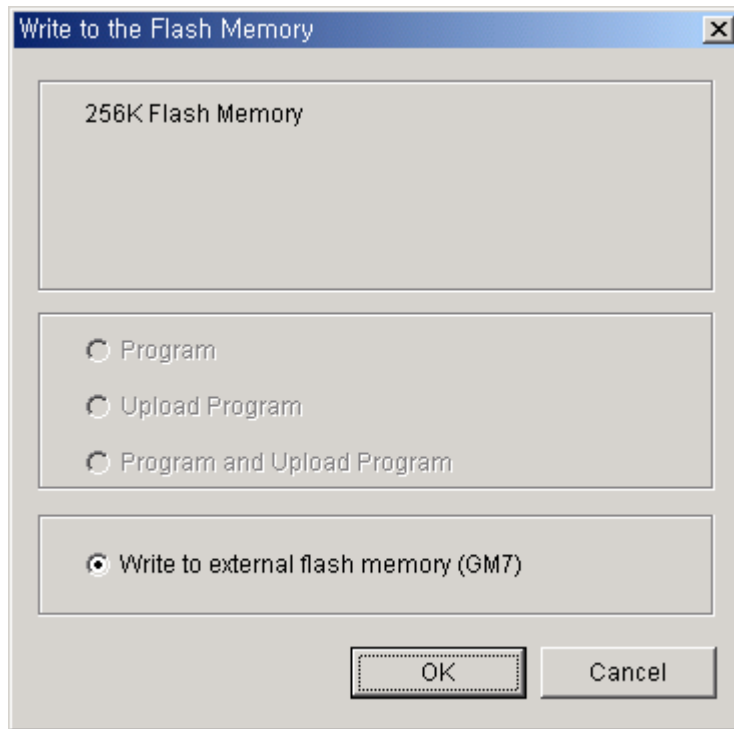 Write to the Flash Memory
256K Flash Memory
Program
Upload Program
Program and Upload Program
Write to external flash memory (GM7)
OK
Cancel